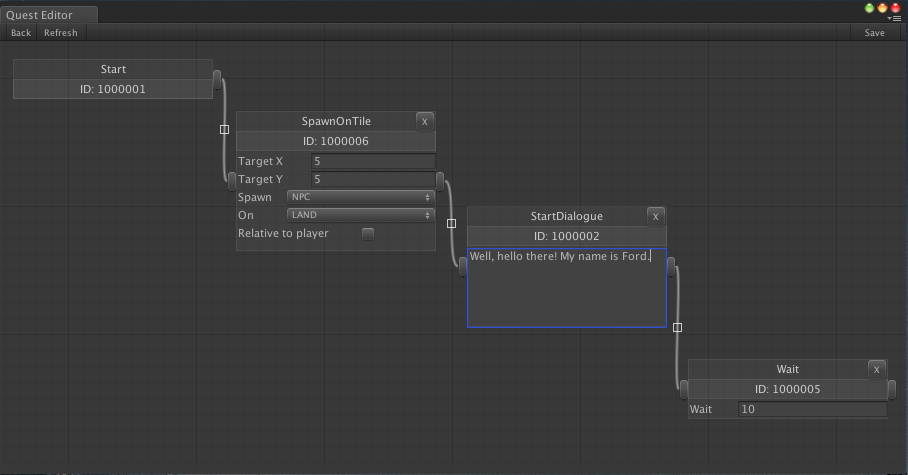 Quest Editor
Back Refresh Save
Start
ID: 1000001
SpawnOnTile X
ID: 1000006
Target X 5
Target Y 5
Spawn NPC
On LAND
Relative to player
StartDialogue X
ID: 1000002
Well, hello there! My name is Ford.
Wait X
ID: 1000005
Wait 10